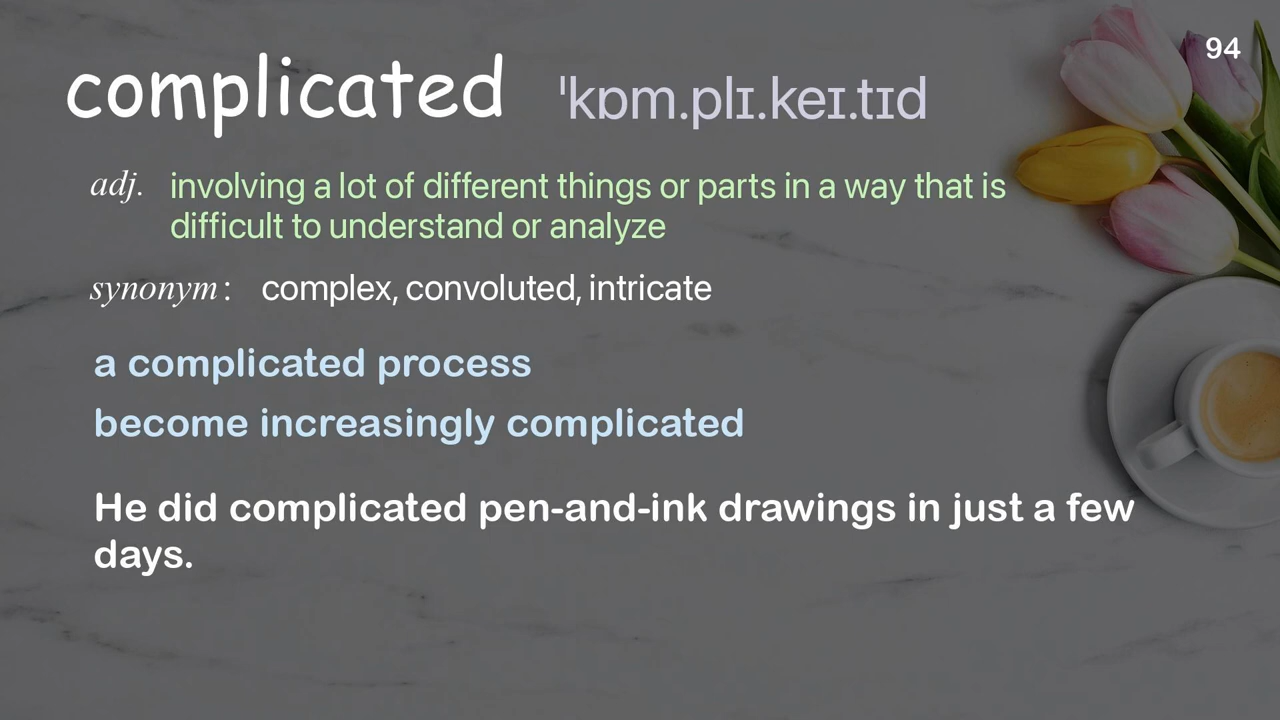 94
complicated ˈkɒm.plɪ.keɪ.tɪd
adj. involving a lot of different things or parts in a way that is
difficult to understand or analyze
synonym : complex, convoluted, intricate
a complicated process
become increasingly complicated
He did complicated pen-and-ink drawings in just a few
days.